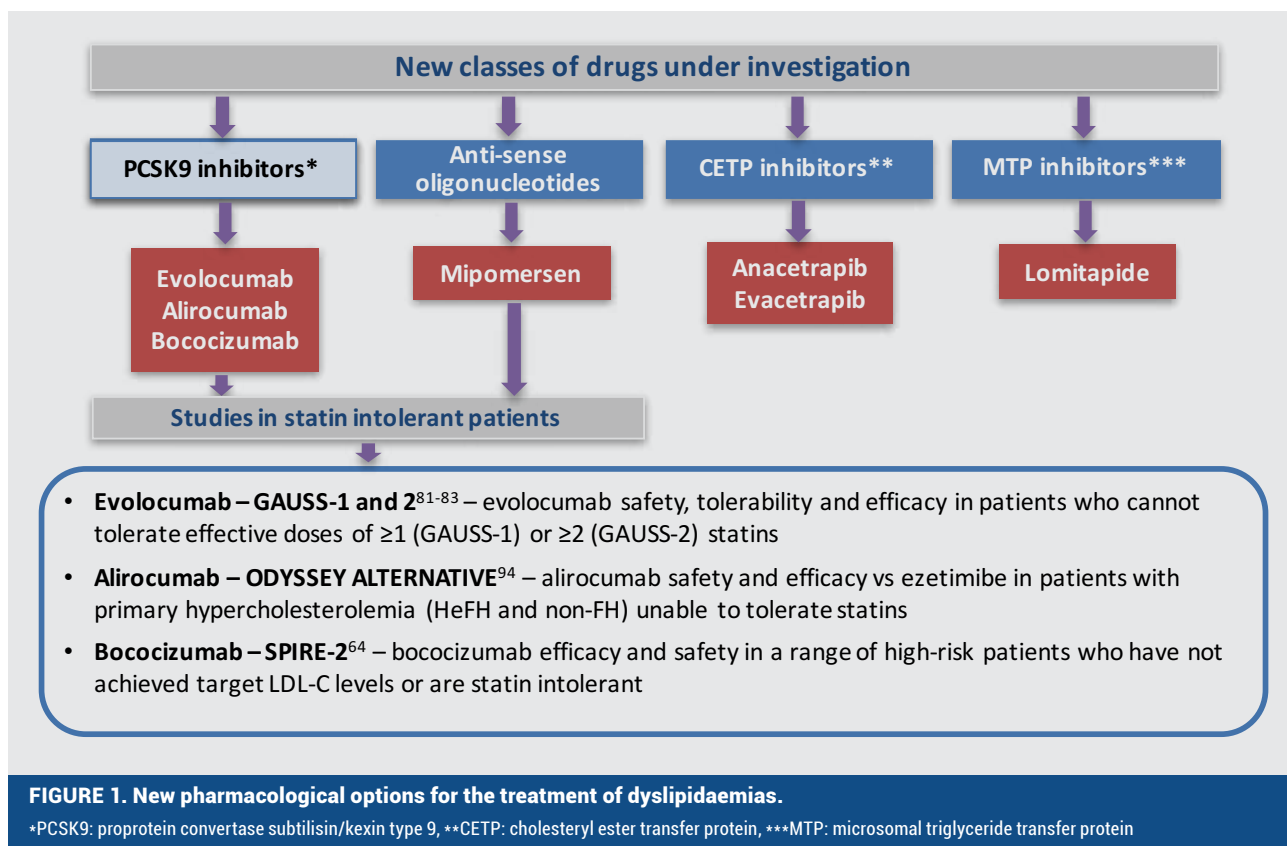 New classes of drugs under investigation
PCSK9 inhibitors*
Anti-sense
oligonucleotides
CETP inhibitors**
MTP inhibitors***
Evolocumab
Alirocumab
Bococizumab
Mipomersen
Anacetrapib
Evacetrapib
Lomitapide
Studies in statin intolerant patients
• Evolocumab – GAUSS-1 and 2⁸¹⁻⁸³ – evolocumab safety, tolerability and efficacy in patients who cannot
tolerate effective doses of ≥1 (GAUSS-1) or ≥2 (GAUSS-2) statins
• Alirocumab – ODYSSEY ALTERNATIVE⁹⁴ – alirocumab safety and efficacy vs ezetimibe in patients with
primary hypercholesterolemia (HeFH and non-FH) unable to tolerate statins
• Bococizumab – SPIRE-2⁶⁴ – bococizumab efficacy and safety in a range of high-risk patients who have not
achieved target LDL-C levels or are statin intolerant
FIGURE 1. New pharmacological options for the treatment of dyslipidaemias.
*PCSK9: proprotein convertase subtilisin/kexin type 9, **CETP: cholesteryl ester transfer protein, ***MTP: microsomal triglyceride transfer protein